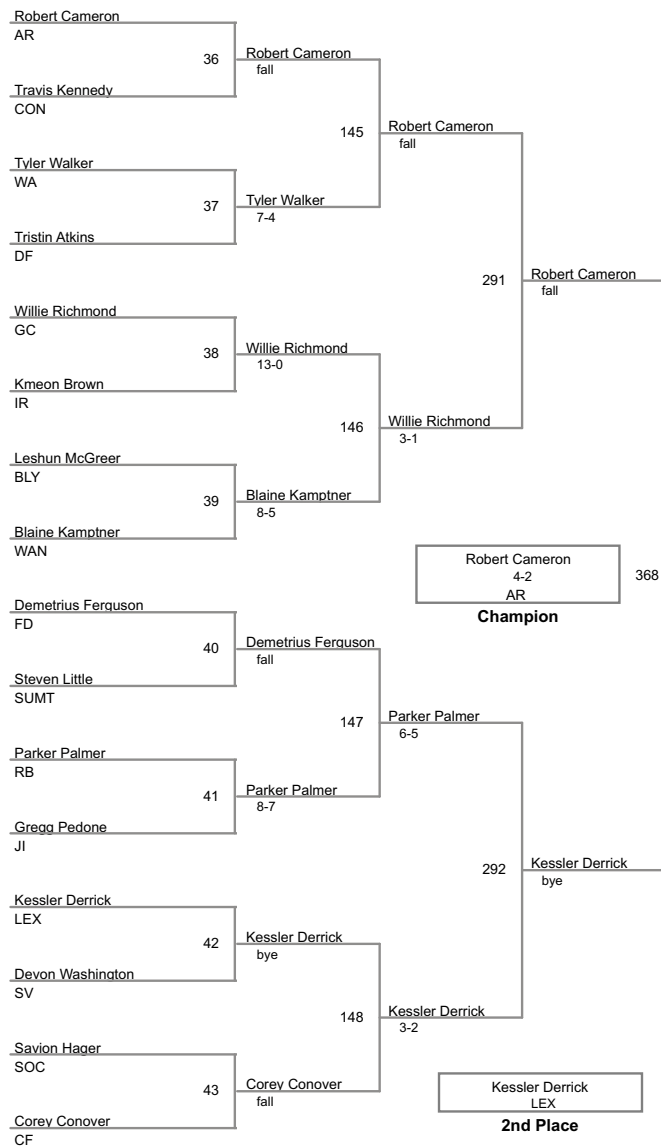 Robert Cameron
AR
36
Robert Cameron
fall
Travis Kennedy
CON
145
Robert Cameron
fall
Tyler Walker
WA
37
Tyler Walker
7-4
Tristin Atkins
DF
291
Robert Cameron
fall
Willie Richmond
GC
38
Willie Richmond
13-0
Kmeon Brown
IR
146
Willie Richmond
3-1
Leshun McGreer
BLY
39
Blaine Kamptner
8-5
Blaine Kamptner
WAN
Robert Cameron
4-2
AR
368
Champion
Demetrius Ferguson
FD
40
Demetrius Ferguson
fall
Steven Little
SUMT
147
Parker Palmer
6-5
Parker Palmer
RB
41
Parker Palmer
8-7
Gregg Pedone
JI
292
Kessler Derrick
bye
Kessler Derrick
LEX
42
Kessler Derrick
bye
Devon Washington
SV
148
Kessler Derrick
3-2
Savion Hager
SOC
43
Corey Conover
fall
Corey Conover
CF
Kessler Derrick
LEX
2nd Place